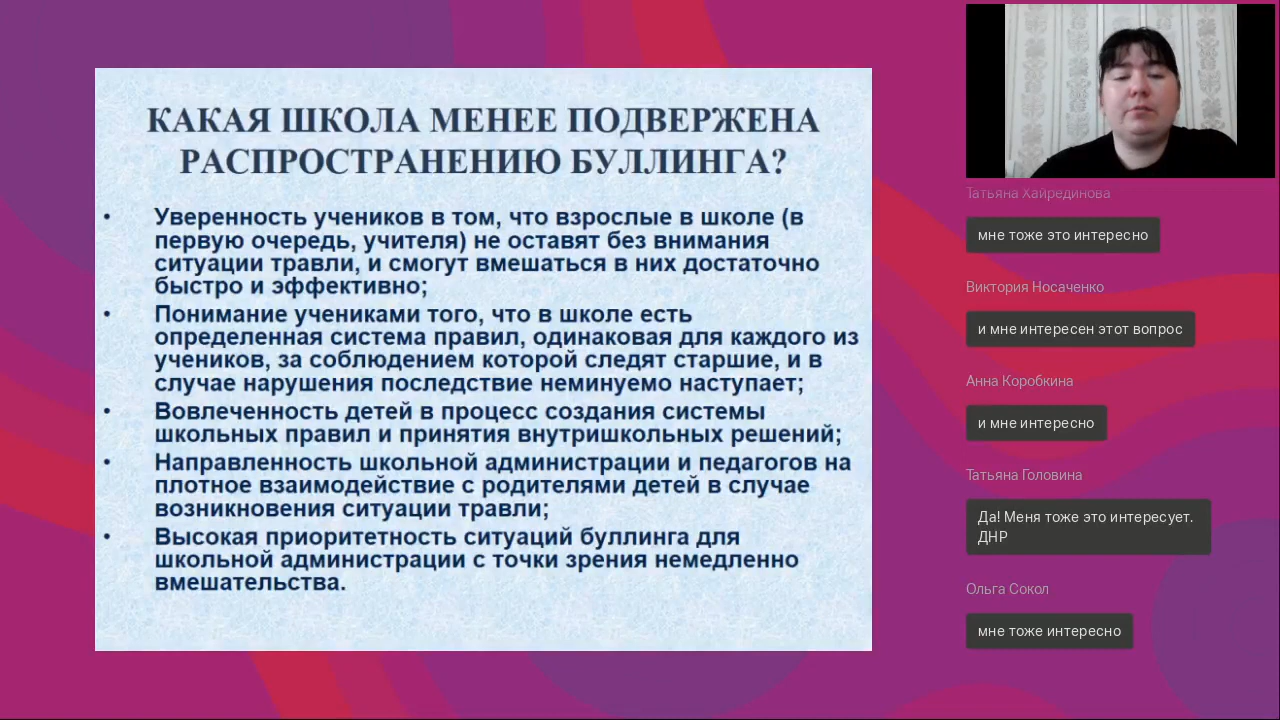 КАКАЯ ШКОЛА МЕНЕЕ ПОДВЕРЖЕНА
РАСПРОСТРАНЕНИЮ БУЛЛИНГА?
• Уверенность учеников в том, что взрослые в школе (в
первую очередь, учителя) не оставят без внимания
ситуации травли, и смогут вмешаться в них достаточно
быстро и эффективно;
• Понимание учениками того, что в школе есть
определенная система правил, одинаковая для каждого из
учеников, за соблюдением которой следят старшие, и в
случае нарушения последствие неминуемо наступает;
• Вовлеченность детей в процесс создания системы
школьных правил и принятия внутришкольных решений;
• Направленность школьной администрации и педагогов на
плотное взаимодействие с родителями детей в случае
возникновения ситуации травли;
• Высокая приоритетность ситуаций буллинга для
школьной администрации с точки зрения немедленно
вмешательства.
Татьяна Хайрединова
мне тоже это интересно
Виктория Носаченко
и мне интересен этот вопрос
Анна Коробкина
и мне интересно
Татьяна Головина
Да! Меня тоже это интересует.
ДНР
Ольга Сокол
мне тоже интересно